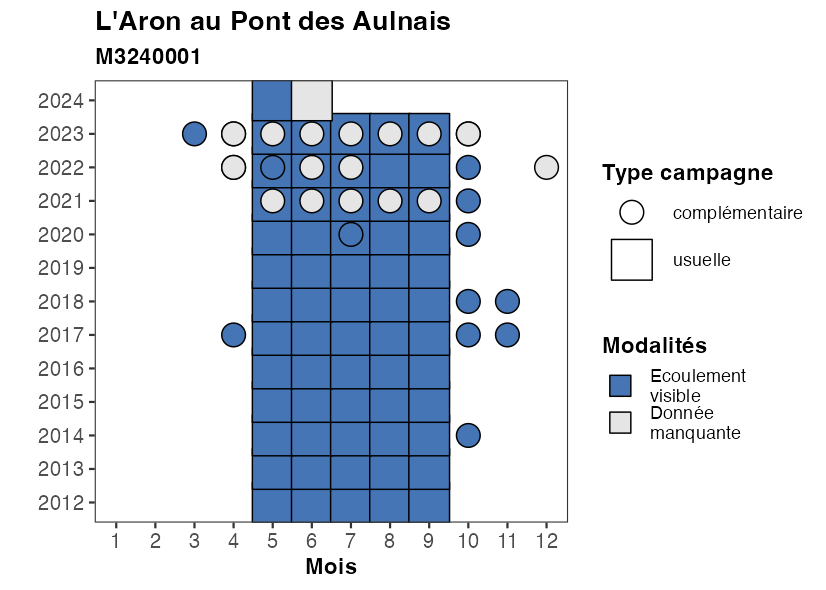 L'Aron au Pont des Aulnais
M3240001
2024
2023
2022
2021
2020
2019
2018
2017
2016
2015
2014
2013
2012
1 2 3 4 5 6 7 8 9 10 11 12
Mois
Type campagne
complémentaire
usuelle
Modalités
Ecoulement
visible
Donnée
manquante